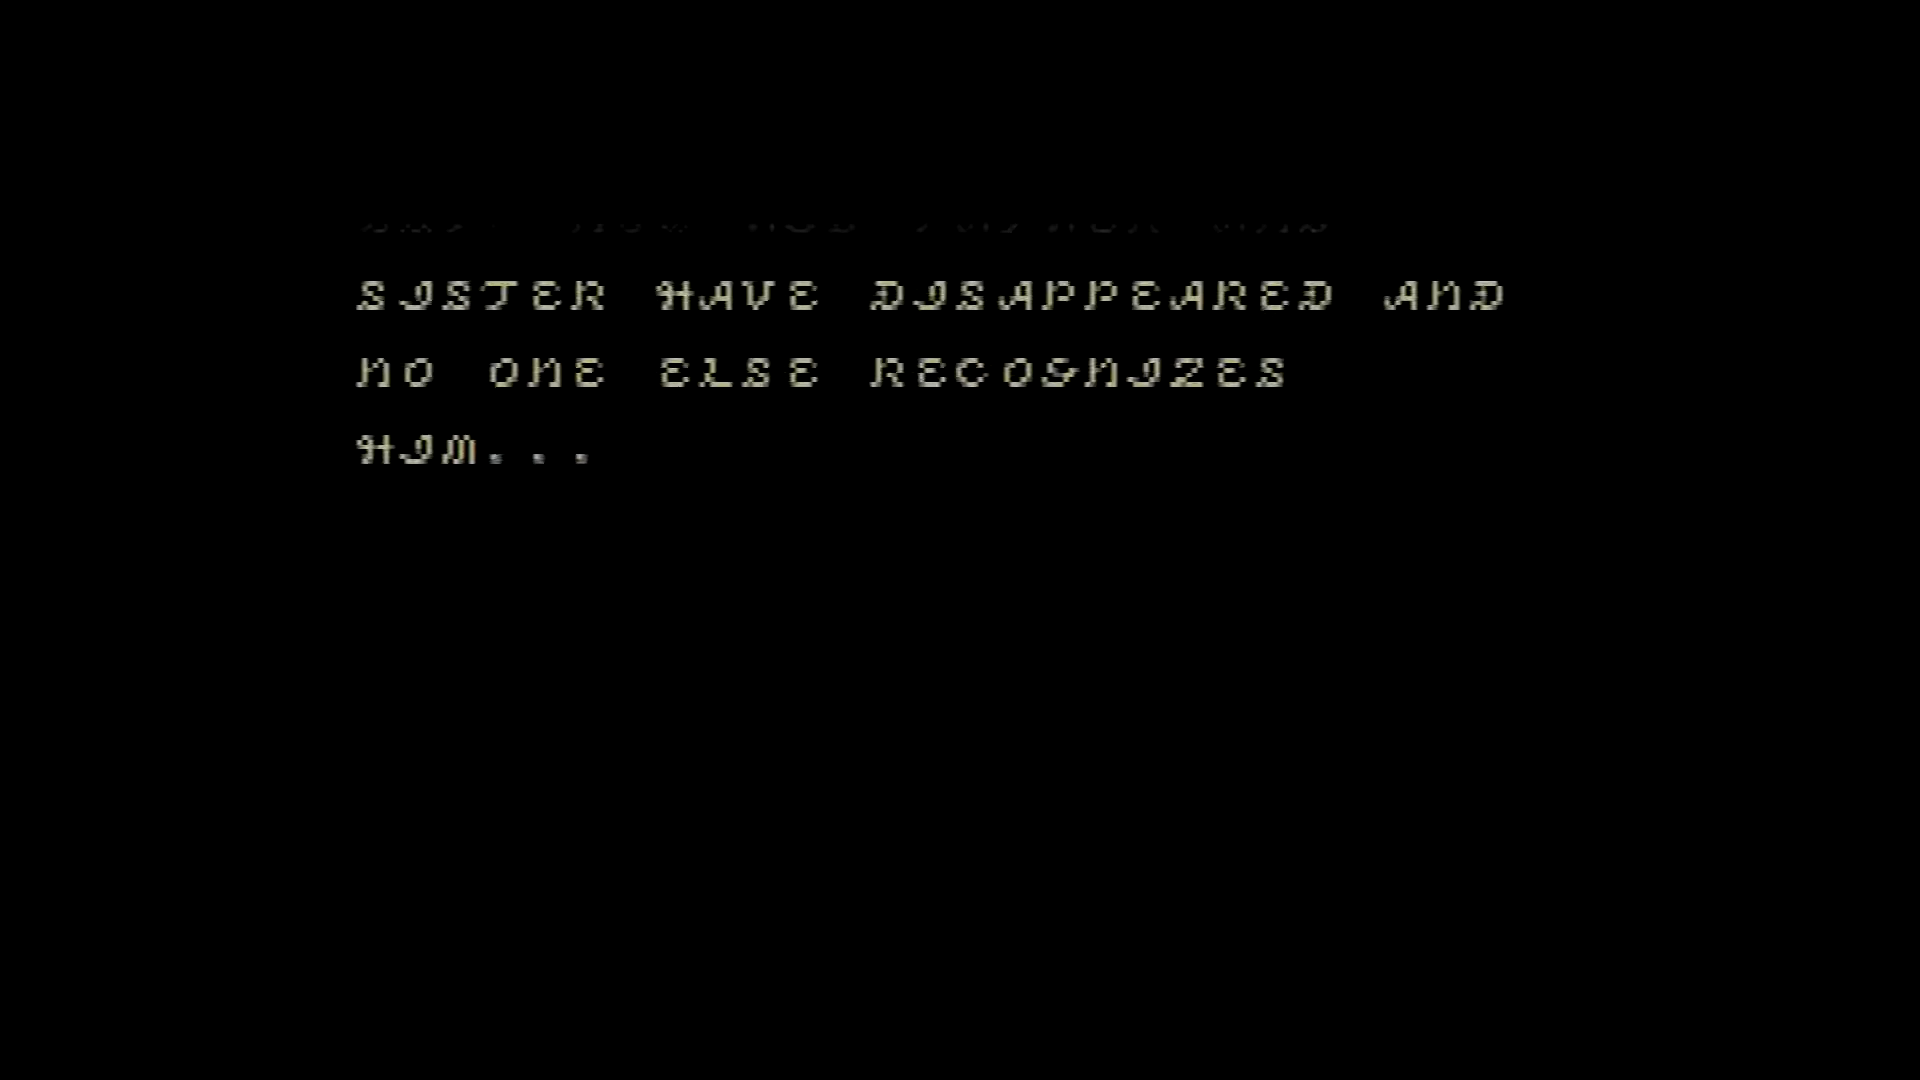 SISTER HAVE DISAPPEARED AND
NO ONE ELSE RECOGNIZES
HIM...